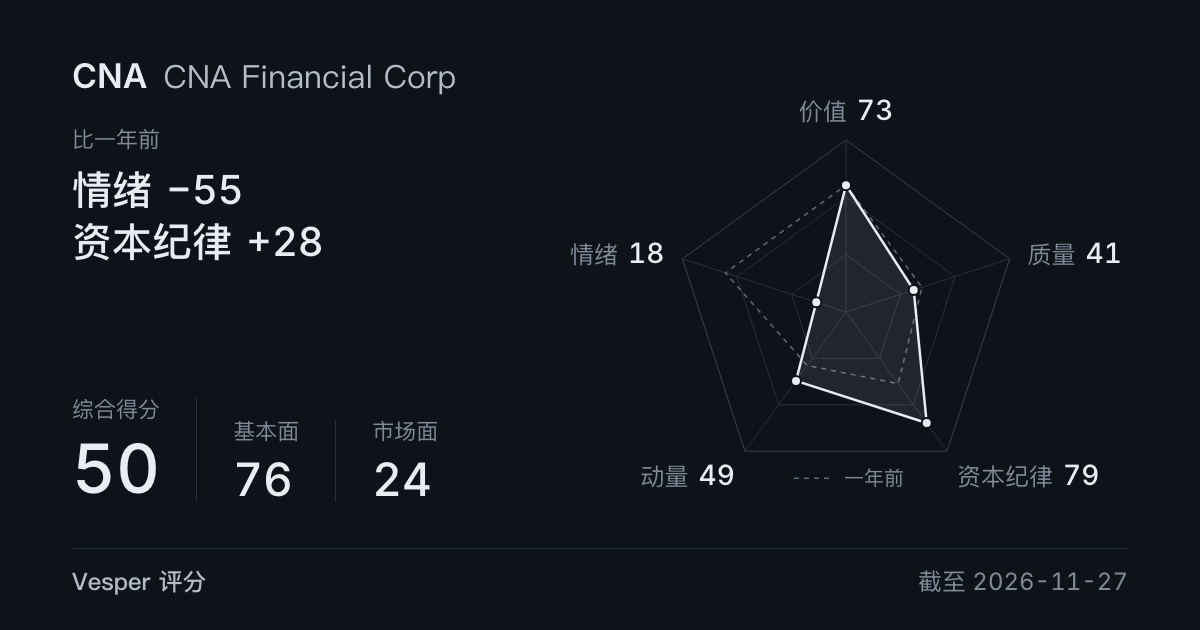 CNA CNA Financial Corp
比一年前
情绪 −55
资本纪律 +28
价值 73
情绪 18
质量 41
动量 49
---- 一年前
资本纪律 79
综合得分
50
基本面
76
市场面
24
Vesper 评分
截至 2026-11-27